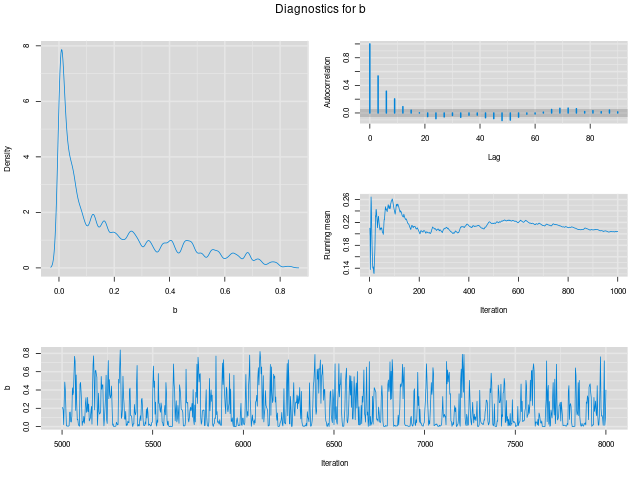 Diagnostics for b
Density
0 2 4 6 8
0.0 0.2 0.4 0.6 0.8
b
Autocorrelation
0.0 0.4 0.8
0 20 40 60 80
Lag
Running mean
0.14 0.18 0.22 0.26
0 200 400 600 800 1000
Iteration
b
0.0 0.2 0.4 0.6 0.8
5000 5500 6000 6500 7000 7500 8000
Iteration